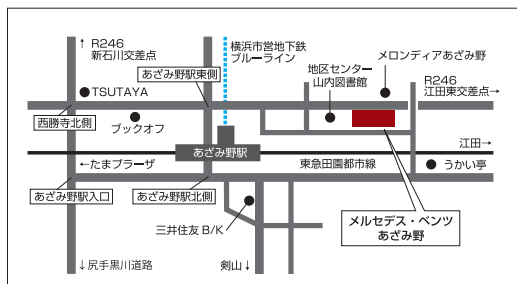 ↑
R246
新石川交差点
横浜市営地下鉄
ブルーライン
メロンディアあざみ野
あざみ野駅東側
地区センター
山内図書館
R246
江田東交差点→
TSUTAYA
西勝寺北側
ブックオフ
あざみ野駅
江田→
←たまプラーザ
東急田園都市線
うかい亭
あざみ野駅入口
あざみ野駅北側
メルセデス・ベンツ
あざみ野
三井住友 B/K
↓尻手黒川道路
剣山↓